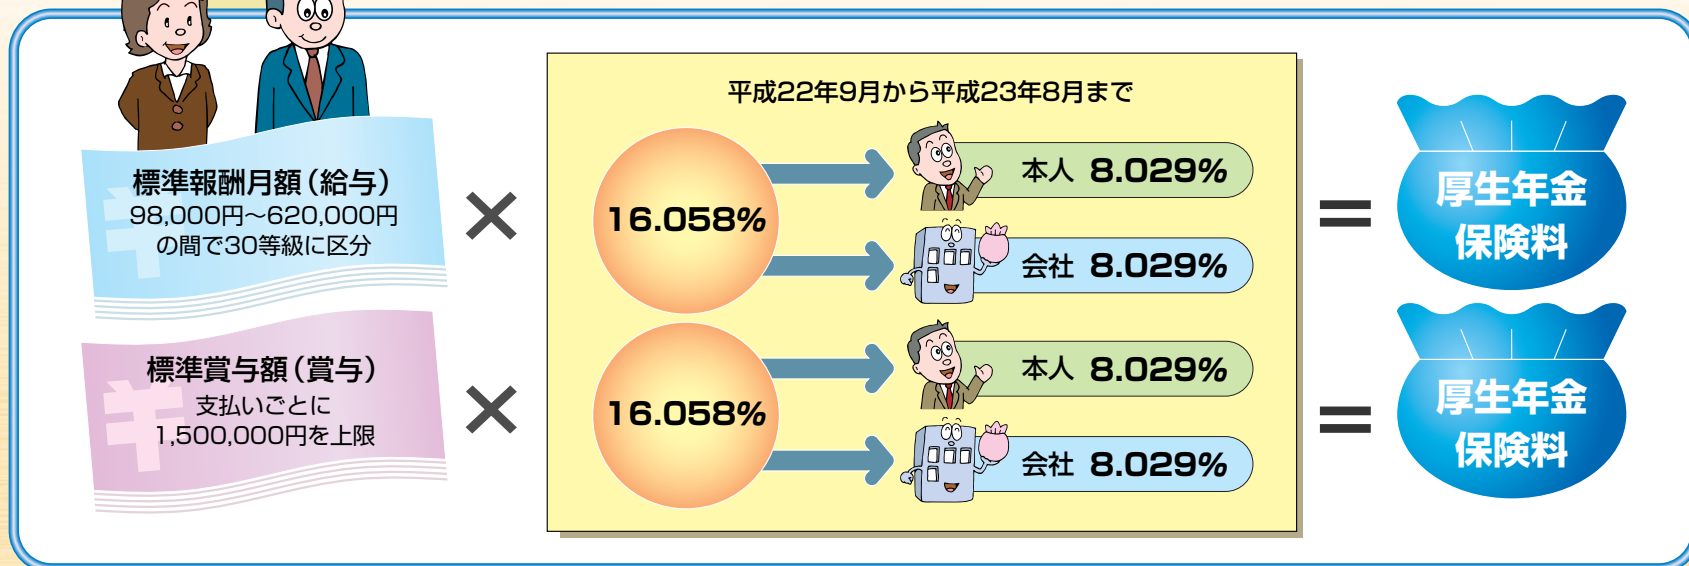 標準報酬月額（給与）
98,000円〜620,000円
の間で30等級に区分
標準賞与額（賞与）
支払いごとに
1,500,000円を上限
×
×
平成22年9月から平成23年8月まで
16.058%
本人 8.029%
会社 8.029%
16.058%
本人 8.029%
会社 8.029%
=
厚生年金
保険料
=
厚生年金
保険料